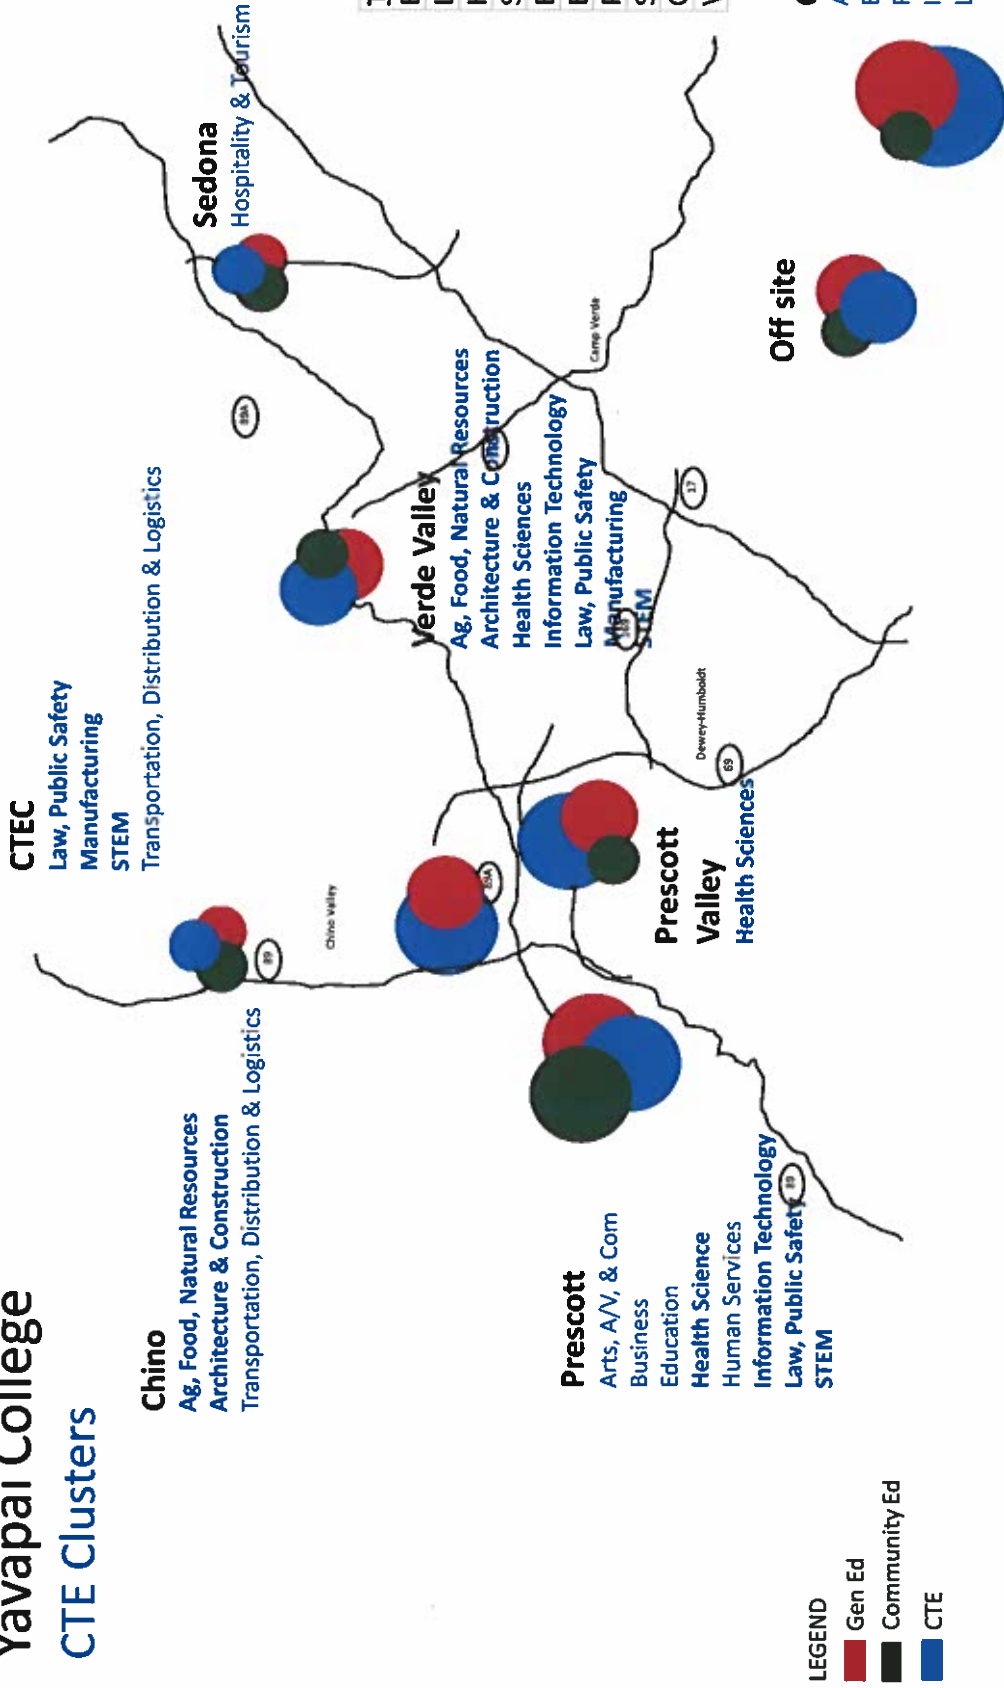 Yavapai College
CTE Clusters
CTEC
Law, Public Safety
Manufacturing
STEM
Transportation, Distribution & Logistics
Sedona
Hospitality & Tourism
Chino
Ag, Food, Natural Resources
Architecture & Construction
Transportation, Distribution & Logistics
89
Chino Valley
89A
89A
Verde Valley
Ag, Food, Natural Resources
Architecture & Construction
Health Sciences
Information Technology
Law, Public Safety
Manufacturing
STEM
Camp Verde
17
169
Dewey-Humboldt
69
Prescott
Valley
Health Sciences
Prescott
Arts, A/V, & Com
Business
Education
Health Science
Human Services
Information Technology
Law, Public Safety
STEM
89
Off site
LEGEND
Gen Ed
Community Ed
CTE